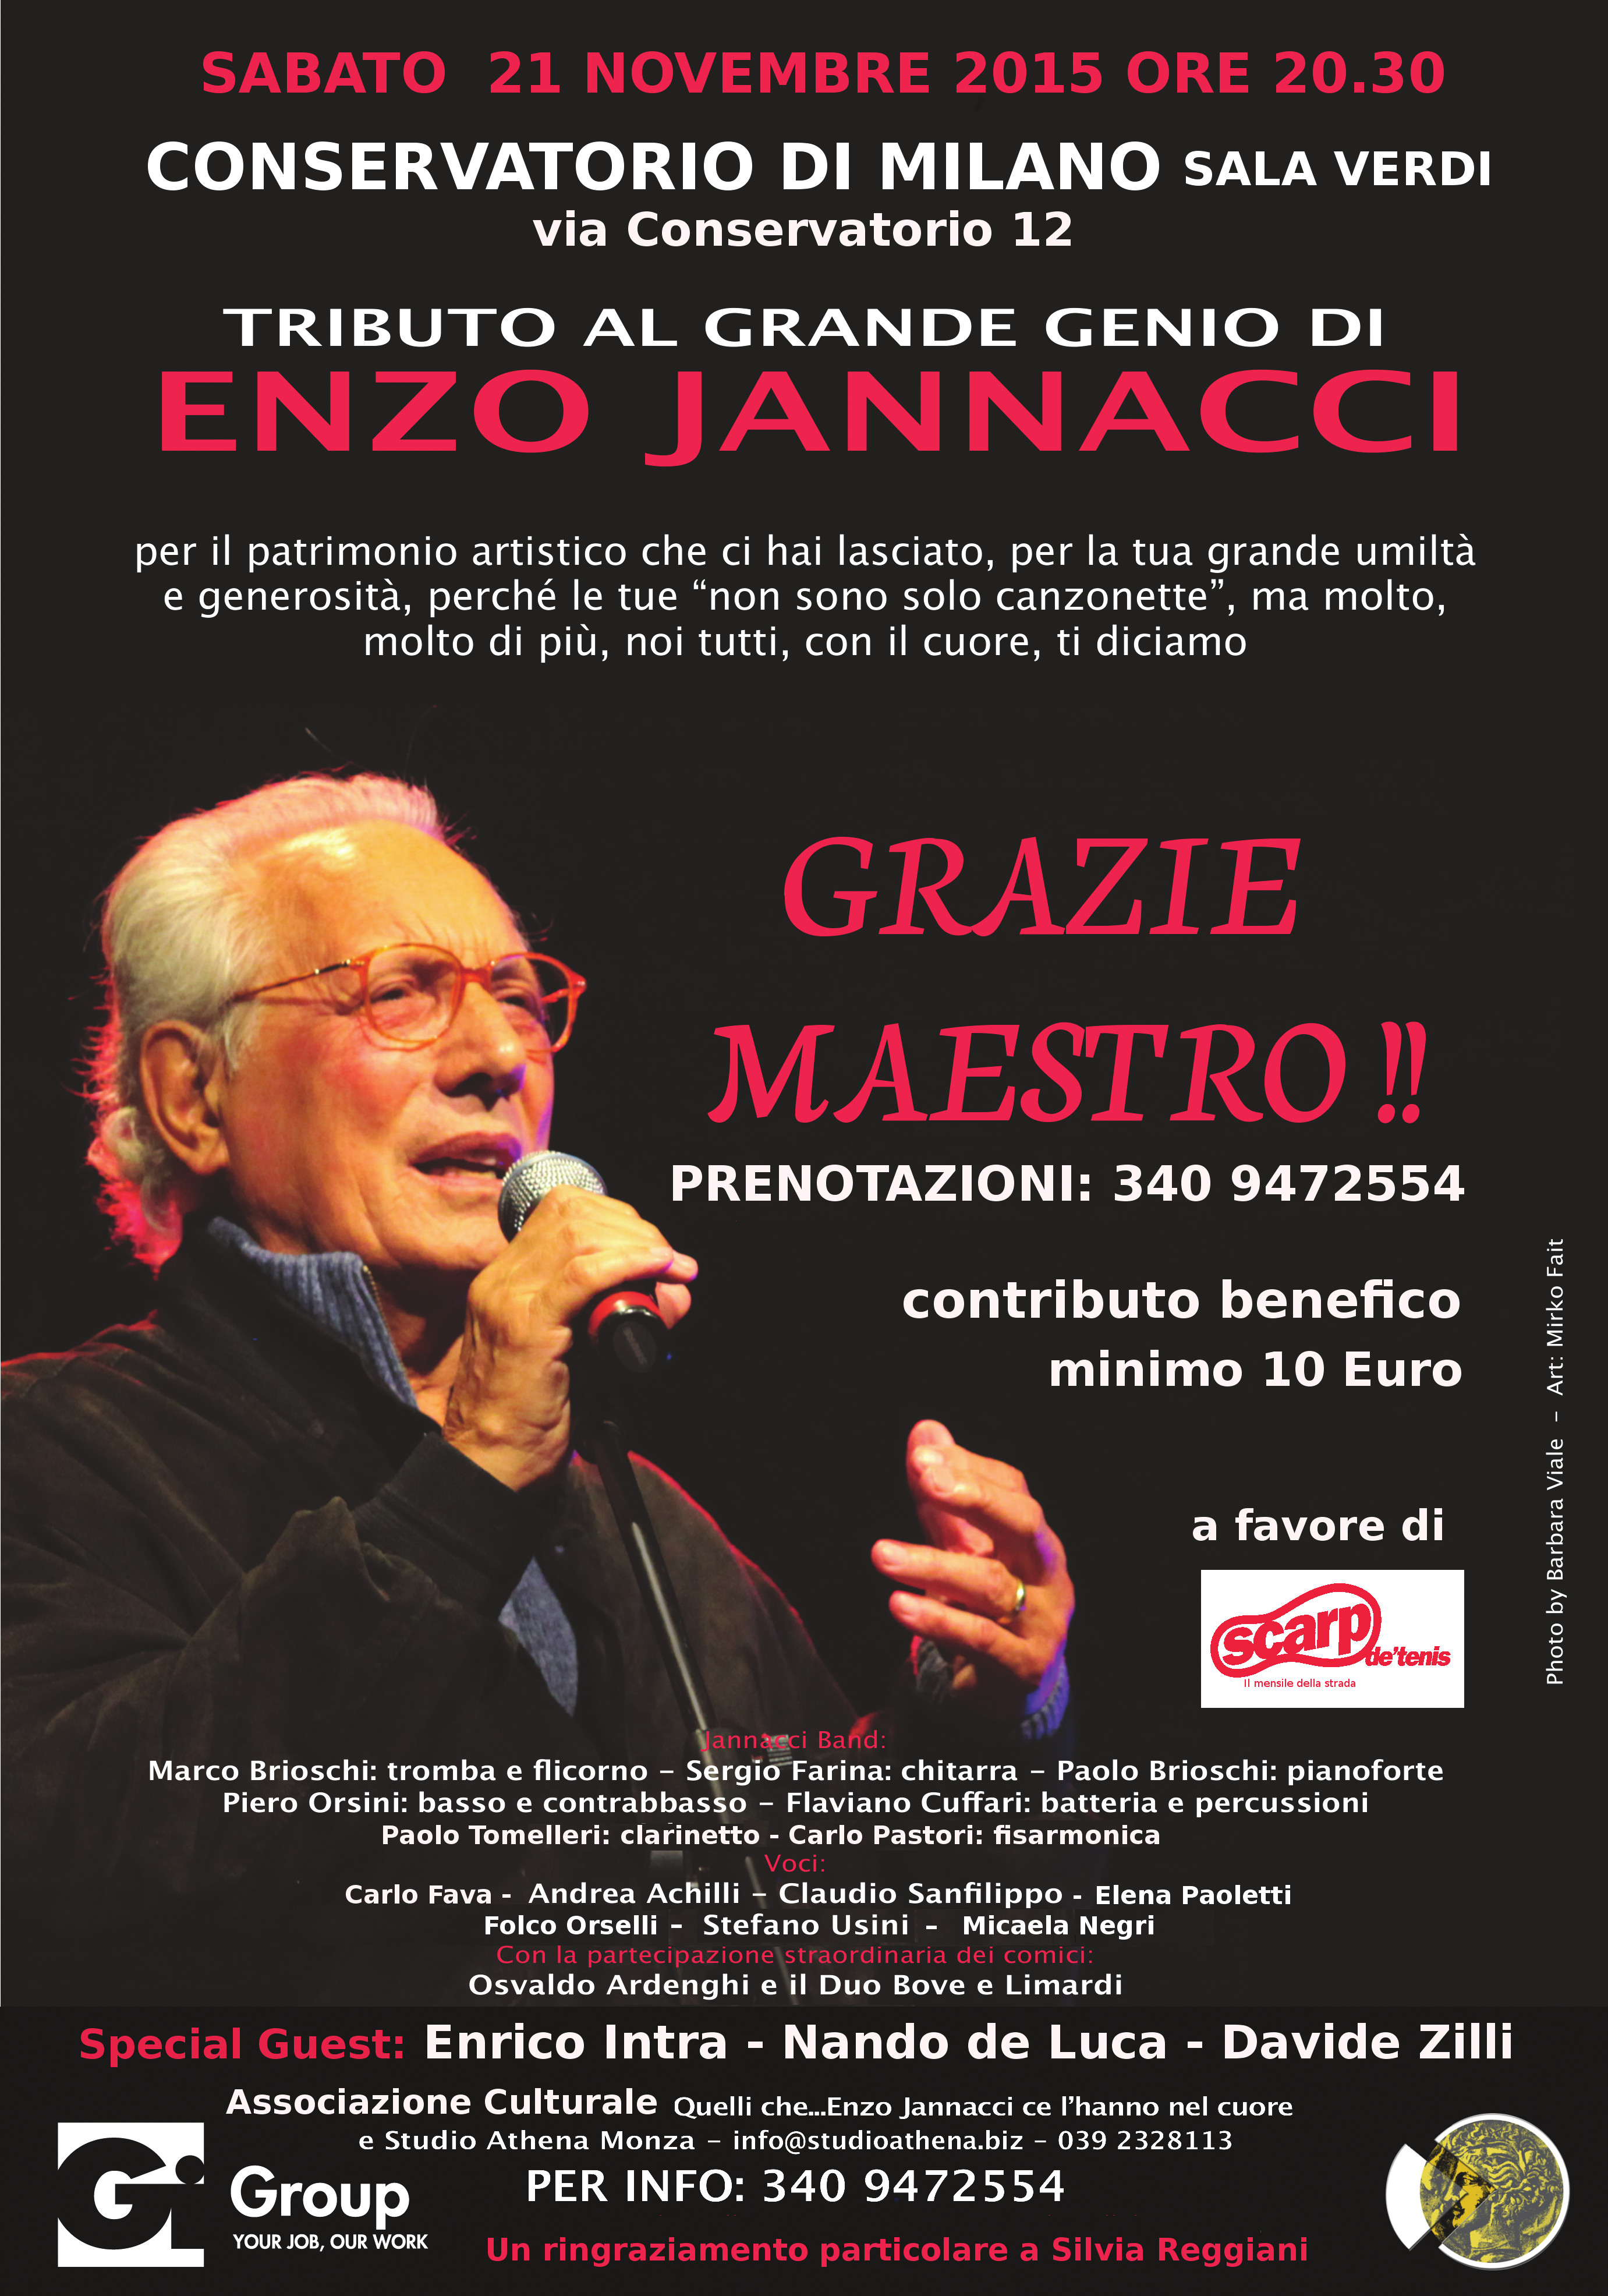 SABATO 21 NOVEMBRE 2015 ORE 20.30
CONSERVATORIO DI MILANO SALA VERDI
via Conservatorio 12
TRIBUTO AL GRANDE GENIO DI
ENZO JANNACCI
per il patrimonio artistico che ci hai lasciato, per la tua grande umiltà
e generosità, perché le tue “non sono solo canzonette”, ma molto,
molto di più, noi tutti, con il cuore, ti diciamo
GRAZIE
MAESTRO !!
PRENOTAZIONI: 340 9472554
contributo benefico
minimo 10 Euro
a favore di
scarp
de'tenis
Il mensile della strada
Photo by Barbara Viale – Art: Mirko Fait
Jannacci Band:
Marco Brioschi: tromba e flicorno – Sergio Farina: chitarra – Paolo Brioschi: pianoforte
Piero Orsini: basso e contrabbasso – Flaviano Cuffari: batteria e percussioni
Paolo Tomelleri: clarinetto - Carlo Pastori: fisarmonica
Voci:
Carlo Fava - Andrea Achilli – Claudio Sanfilippo - Elena Paoletti
Folco Orselli – Stefano Usini – Micaela Negri
Con la partecipazione straordinaria dei comici:
Osvaldo Ardenghi e il Duo Bove e Limardi
Special Guest: Enrico Intra - Nando de Luca - Davide Zilli
Associazione Culturale Quelli che...Enzo Jannacci ce l’hanno nel cuore
e Studio Athena Monza – info@studioathena.biz – 039 2328113
PER INFO: 340 9472554
Gi Group
YOUR JOB, OUR WORK
Un ringraziamento particolare a Silvia Reggiani